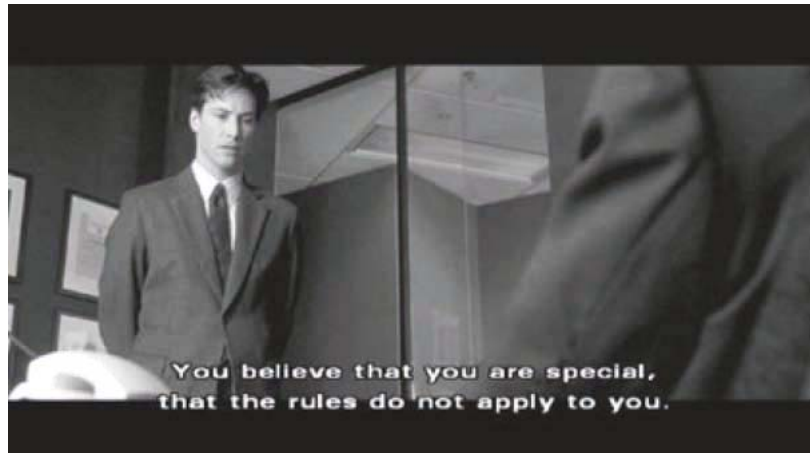 You believe that you are special,
that the rules do not apply to you.